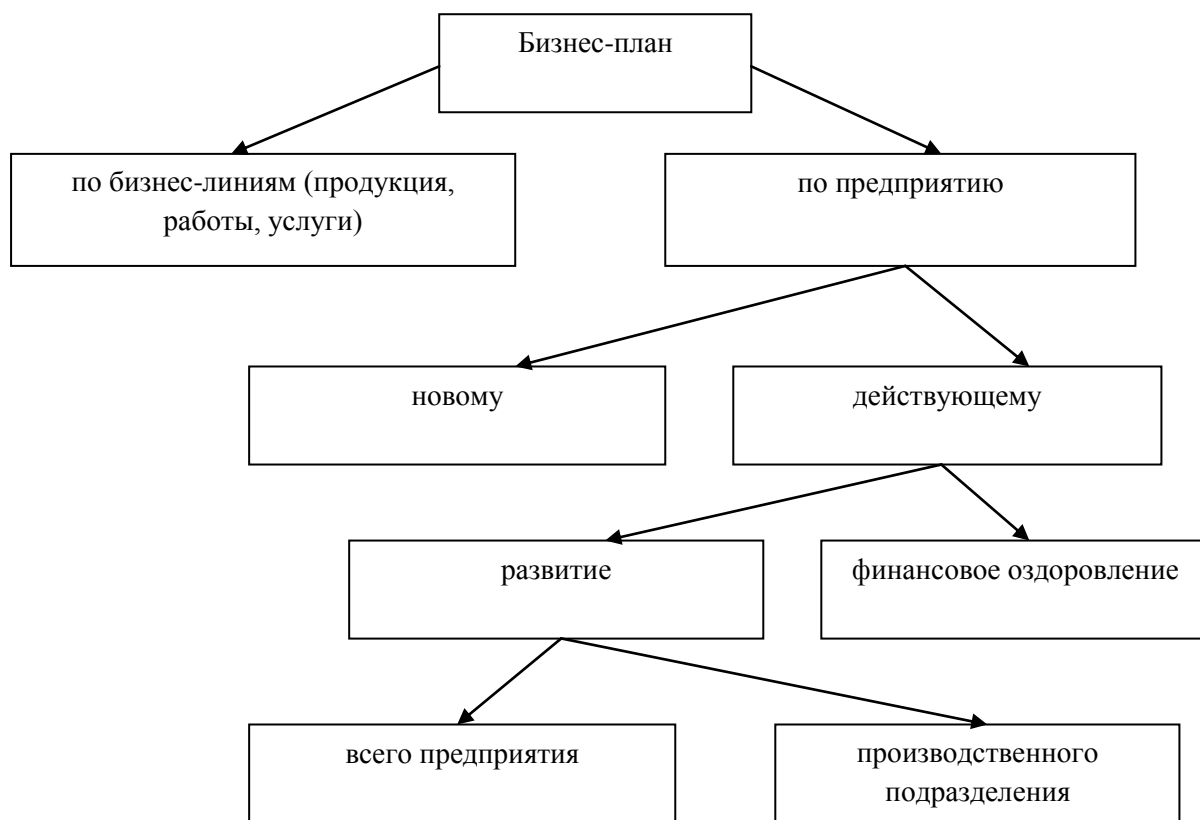 Бизнес-план
по бизнес-линиям (продукция,
работы, услуги)
по предприятию
новому
действующему
развитие
финансовое оздоровление
всего предприятия
производственного
подразделения